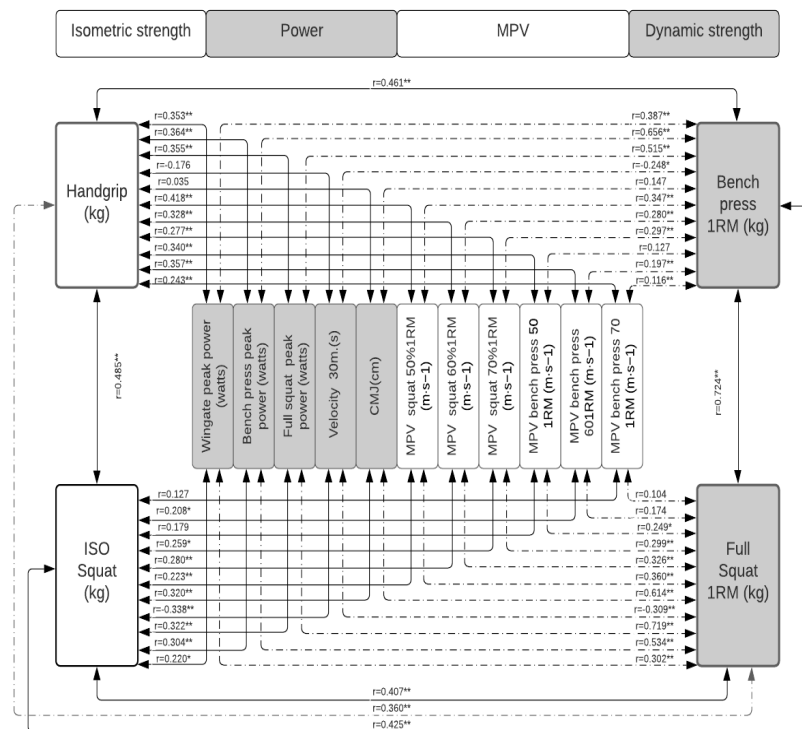 Isometric strength
Power
MPV
Dynamic strength
r=0.461**
Handgrip
(kg)
r=0.353**
r=0.364**
r=0.355**
r=-0.176
r=0.035
r=0.418**
r=0.328**
r=0.277**
r=0.340**
r=0.357**
r=0.243**
r=0.387**
r=0.656**
r=0.515**
r=-0.248*
r=0.147
r=0.347**
r=0.280**
r=0.297**
r=0.127
r=0.197**
r=0.116**
Bench
press
1RM (kg)
r=0.485**
Wingate peak power
(watts)
Bench press peak
power (watts)
Full squat peak
power (watts)
Velocity 30m.(s)
CMJ(cm)
MPV squat 50%1RM
(m·s−1)
MPV squat 60%1RM
(m·s−1)
MPV squat 70%1RM
(m·s−1)
MPV bench press 50
1RM (m·s−1)
MPV bench press
601RM (m·s−1)
MPV bench press 70
1RM (m·s−1)
r=0.724**
ISO
Squat
(kg)
r=0.127
r=0.208*
r=0.179
r=0.259*
r=0.280**
r=0.223**
r=0.320**
r=-0.338**
r=0.322**
r=0.304**
r=0.220*
r=0.104
r=0.174
r=0.249*
r=0.299**
r=0.326**
r=0.360**
r=0.614**
r=-0.309**
r=0.719**
r=0.534**
r=0.302**
Full
Squat
1RM (kg)
r=0.407**
r=0.360**
r=0.425**